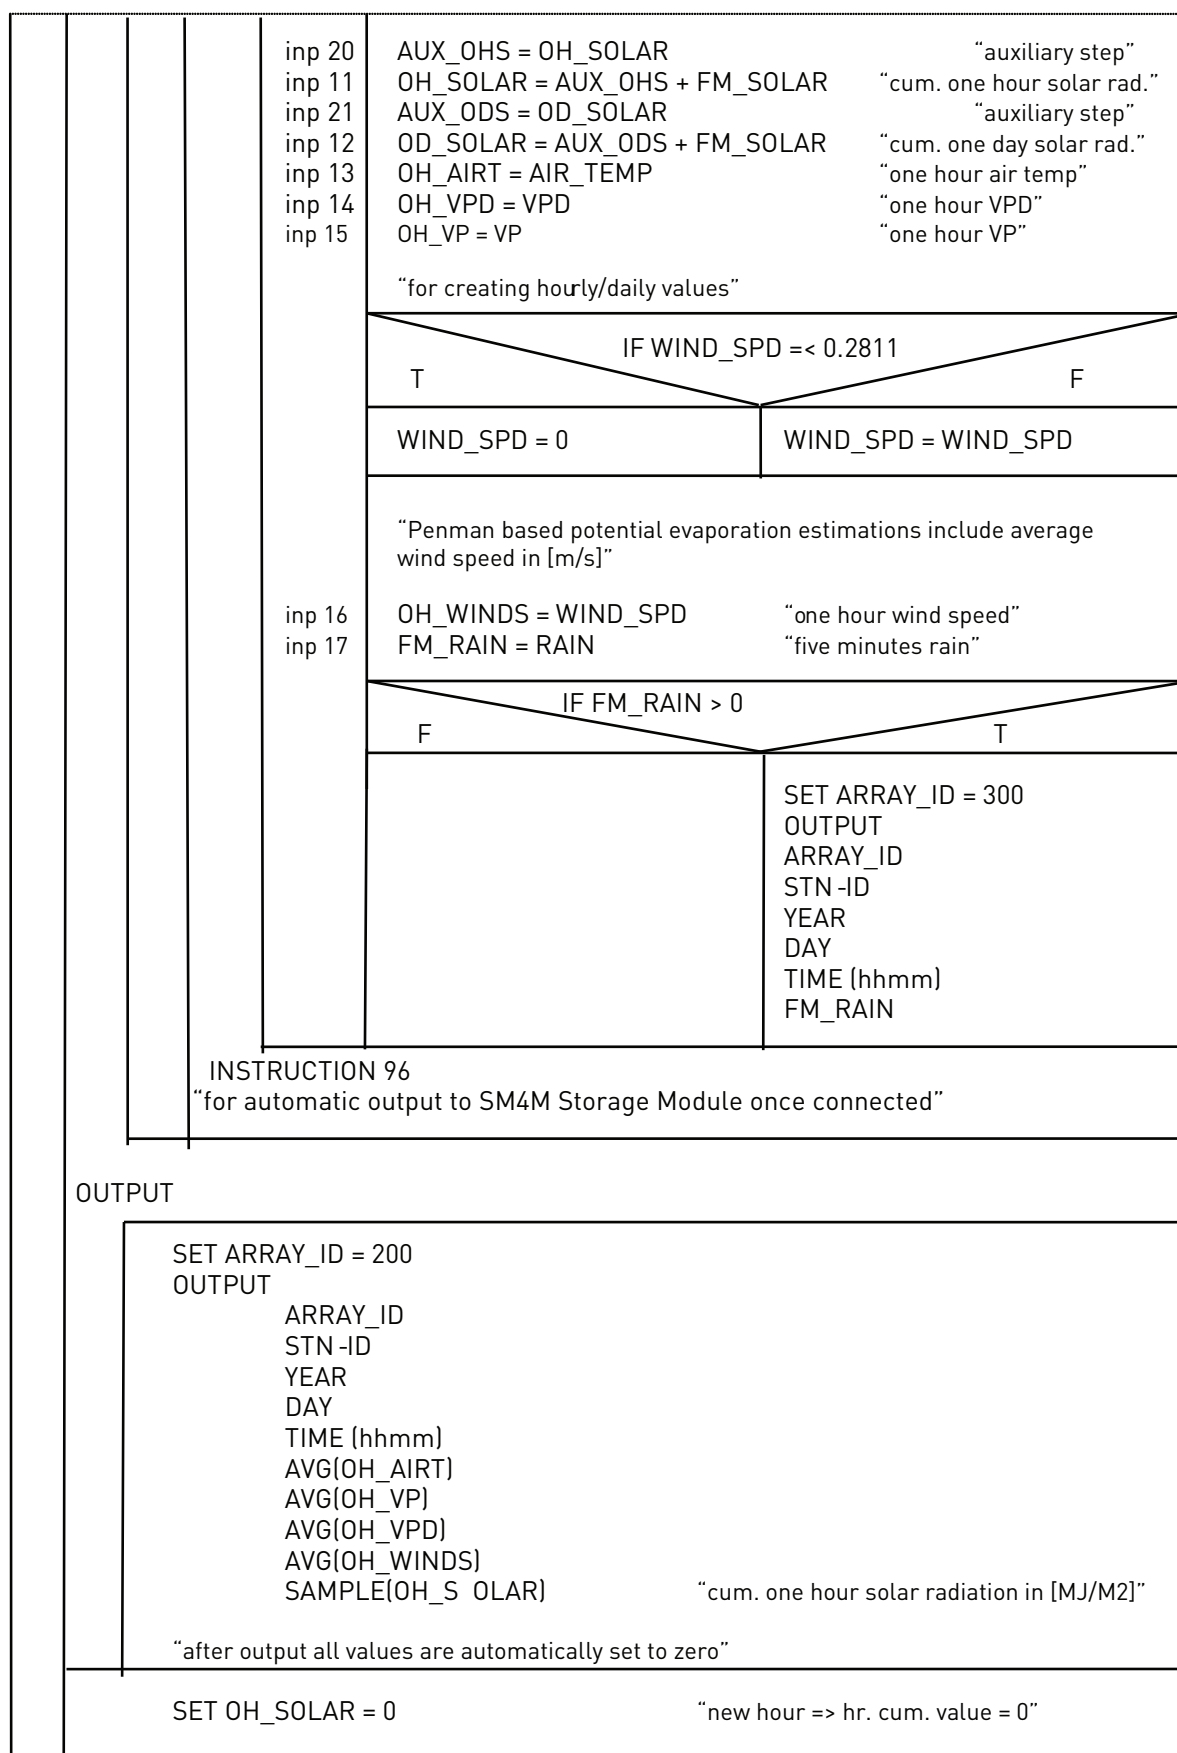 inp 20 AUX_OHS = OH_SOLAR "auxiliary step"
inp 11 OH_SOLAR = AUX_OHS + FM_SOLAR "cum. one hour solar rad."
inp 21 AUX_ODS = OD_SOLAR "auxiliary step"
inp 12 OD_SOLAR = AUX_ODS + FM_SOLAR "cum. one day solar rad."
inp 13 OH_AIRT = AIR_TEMP "one hour air temp"
inp 14 OH_VPD = VPD "one hour VPD"
inp 15 OH_VP = VP "one hour VP"
"for creating hourly/daily values"
IF WIND_SPD =< 0.2811
T F
WIND_SPD = 0 WIND_SPD = WIND_SPD
"Penman based potential evaporation estimations include average
wind speed in [m/s]"
inp 16 OH_WINDS = WIND_SPD "one hour wind speed"
inp 17 FM_RAIN = RAIN "five minutes rain"
IF FM_RAIN > 0
F T
SET ARRAY_ID = 300
OUTPUT
ARRAY_ID
STN -ID
YEAR
DAY
TIME (hhmm)
FM_RAIN
INSTRUCTION 96
"for automatic output to SM4M Storage Module once connected"
OUTPUT
SET ARRAY_ID = 200
OUTPUT
ARRAY_ID
STN -ID
YEAR
DAY
TIME (hhmm)
AVG(OH_AIRT)
AVG(OH_VP)
AVG(OH_VPD)
AVG(OH_WINDS)
SAMPLE(OH_S OLAR) "cum. one hour solar radiation in [MJ/M2]"
"after output all values are automatically set to zero"
SET OH_SOLAR = 0 "new hour => hr. cum. value = 0"